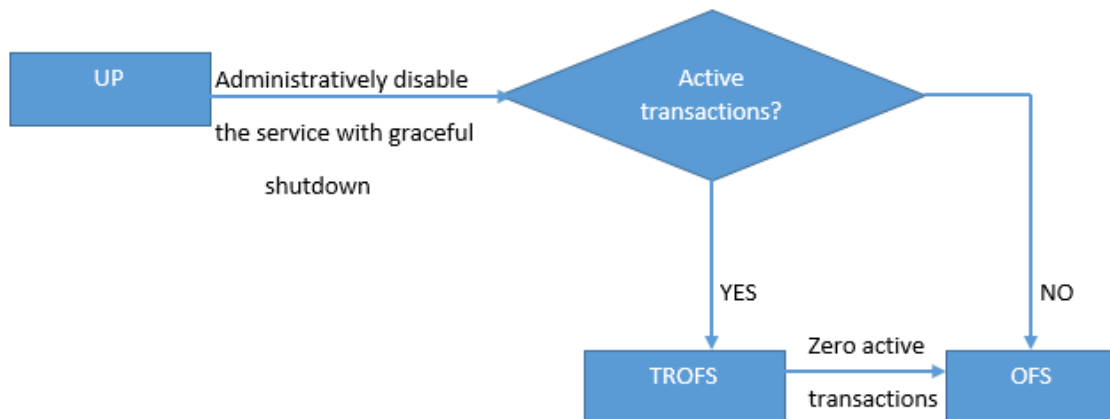 UP
Administratively disable
the service with graceful
shutdown
Active
transactions?
YES
NO
TROFS
Zero active
transactions
OFS